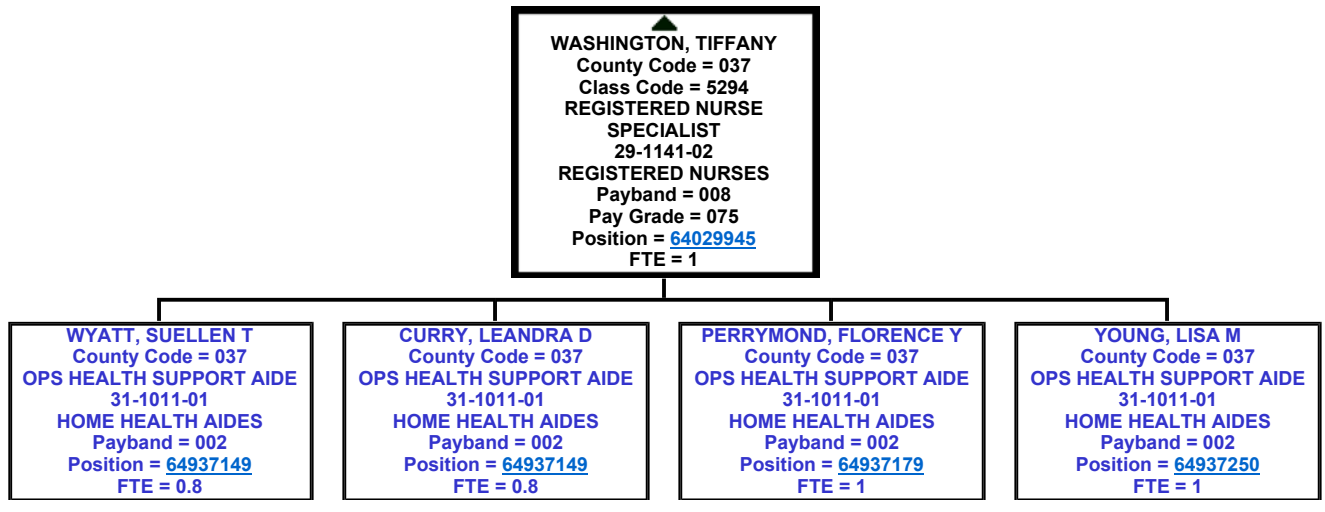 WASHINGTON, TIFFANY
County Code = 037
Class Code = 5294
REGISTERED NURSE
SPECIALIST
29-1141-02
REGISTERED NURSES
Payband = 008
Pay Grade = 075
Position = 64029945
FTE = 1
WYATT, SUELLEN T
County Code = 037
OPS HEALTH SUPPORT AIDE
31-1011-01
HOME HEALTH AIDES
Payband = 002
Position = 64937149
FTE = 0.8
CURRY, LEANDRA D
County Code = 037
OPS HEALTH SUPPORT AIDE
31-1011-01
HOME HEALTH AIDES
Payband = 002
Position = 64937149
FTE = 0.8
PERRYMOND, FLORENCE Y
County Code = 037
OPS HEALTH SUPPORT AIDE
31-1011-01
HOME HEALTH AIDES
Payband = 002
Position = 64937179
FTE = 1
YOUNG, LISA M
County Code = 037
OPS HEALTH SUPPORT AIDE
31-1011-01
HOME HEALTH AIDES
Payband = 002
Position = 64937250
FTE = 1